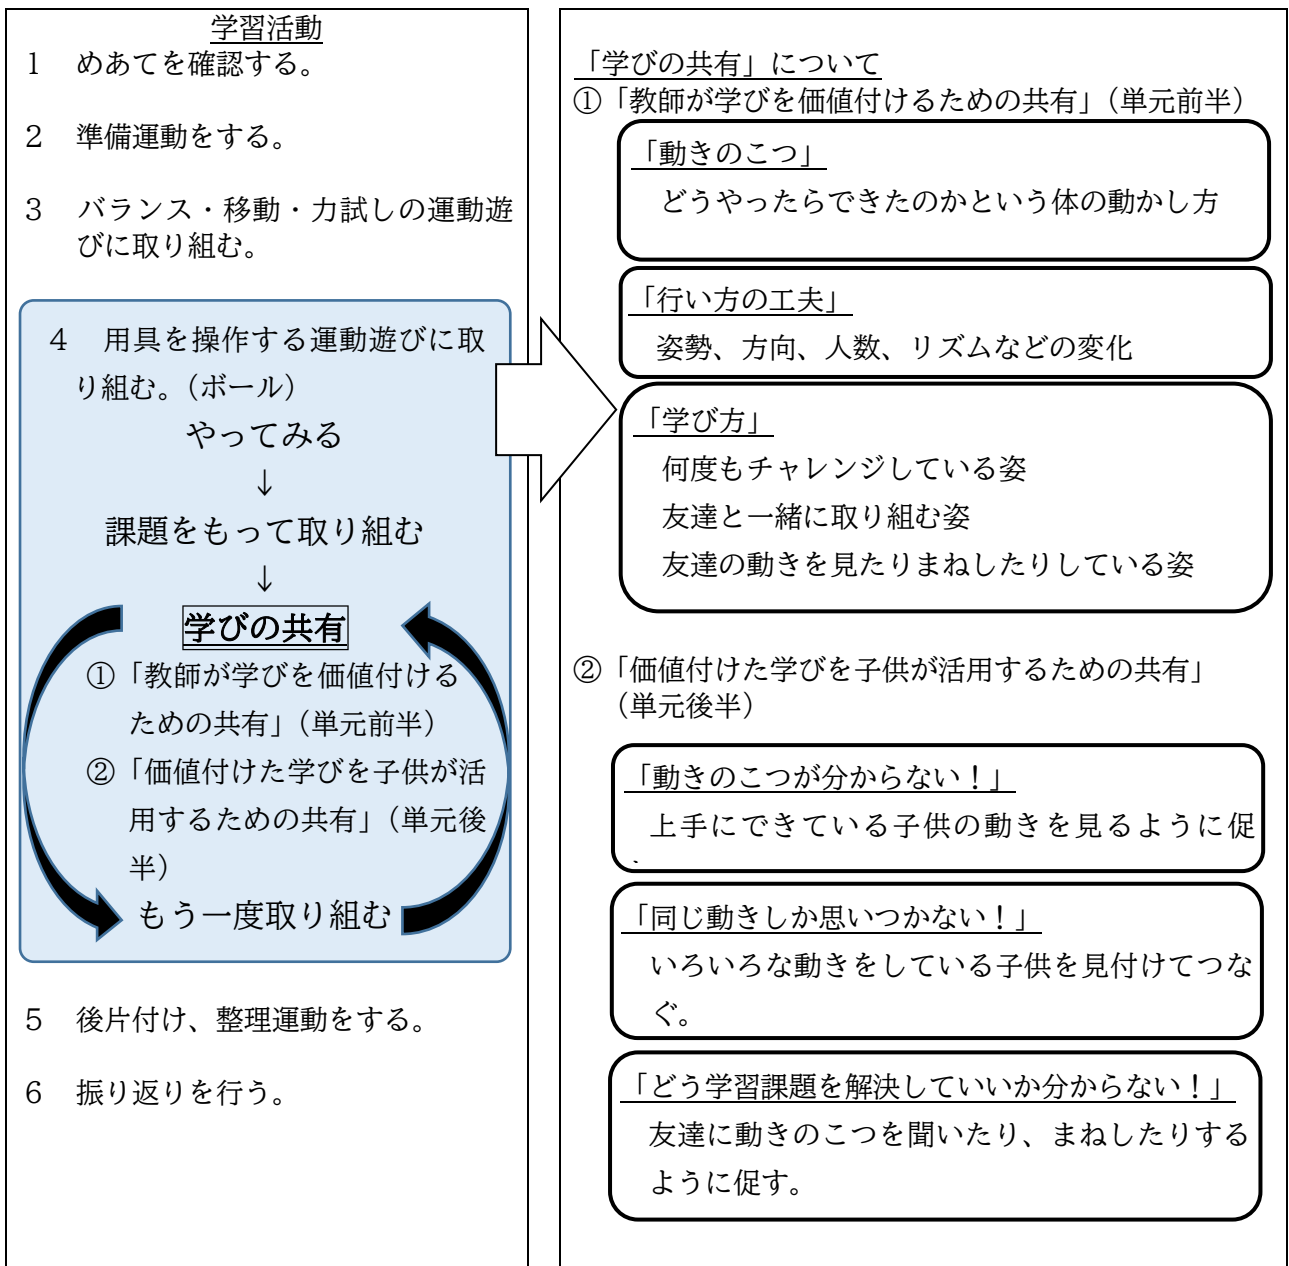 学習活動
1 めあてを確認する。
2 準備運動をする。
3 バランス・移動・力試しの運動遊
びに取り組む。
4 用具を操作する運動遊びに取
り組む。（ボール）
やってみる
↓
課題をもって取り組む
↓
学びの共有
①「教師が学びを価値付ける
ための共有」（単元前半）
②「価値付けた学びを子供が活
用するための共有」（単元後
半）
もう一度取り組む
5 後片付け、整理運動をする。
6 振り返りを行う。
「学びの共有」について
①「教師が学びを価値付けるための共有」（単元前半）
「動きのこつ」
どうやったらできたのかという体の動かし方
「行い方の工夫」
姿勢、方向、人数、リズムなどの変化
「学び方」
何度もチャレンジしている姿
友達と一緒に取り組む姿
友達の動きを見たりまねしたりしている姿
②「価値付けた学びを子供が活用するための共有」
（単元後半）
「動きのこつが分からない！」
上手にできている子供の動きを見るように促
「同じ動きしか思いつかない！」
いろいろな動きをしている子供を見付けてつな
ぐ。
「どう学習課題を解決していいか分からない！」
友達に動きのこつを聞いたり、まねしたりする
ように促す。